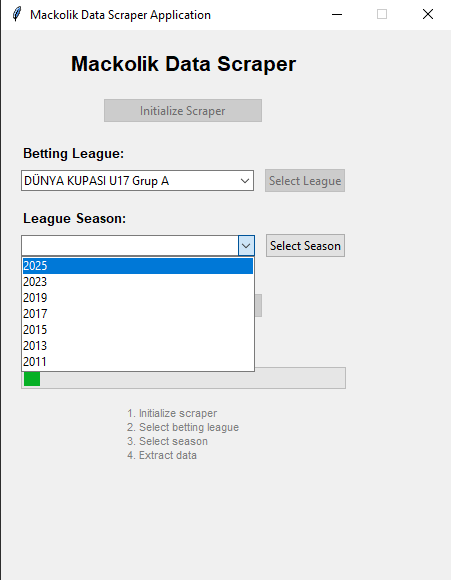 Mackolik Data Scraper Application
Mackolik Data Scraper
Initialize Scraper
Betting League:
DÜNYA KUPASI U17 Grup A
Select League
League Season:
Select Season
2025
2023
2019
2017
2015
2013
2011
1. Initialize scraper
2. Select betting league
3. Select season
4. Extract data